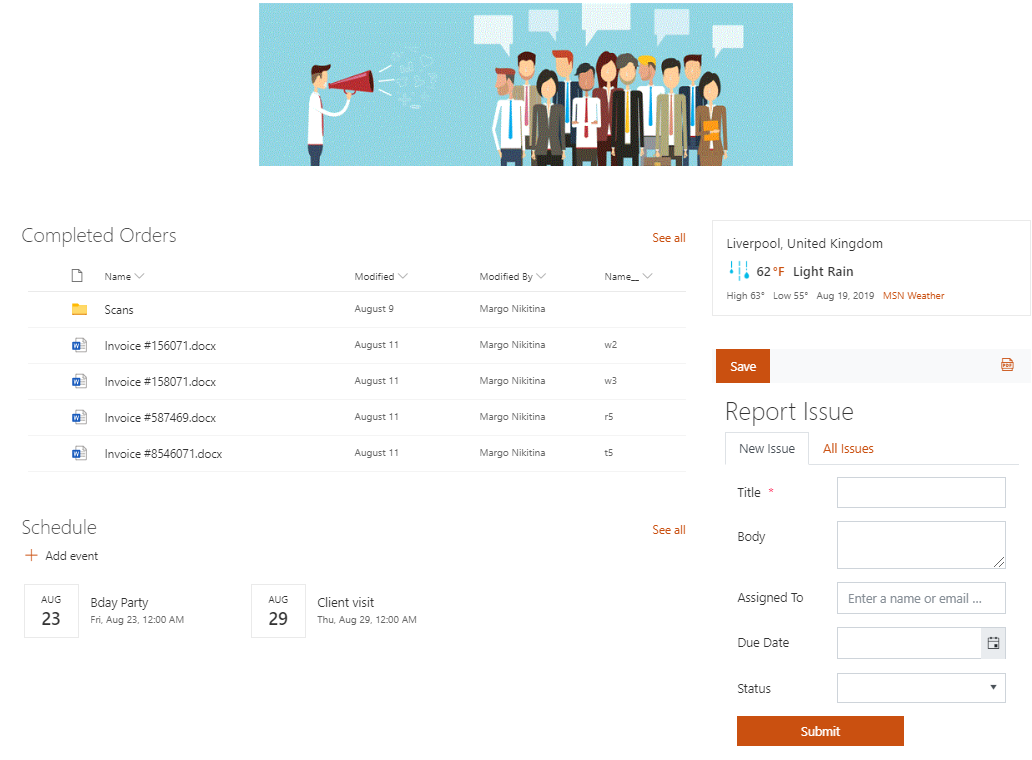 Completed Orders
See all
Name Modified Modified By Name__
Scans August 9 Margo Nikitina
Invoice #156071.docx August 11 Margo Nikitina w2
Invoice #158071.docx August 11 Margo Nikitina w3
Invoice #587469.docx August 11 Margo Nikitina r5
Invoice #8546071.docx August 11 Margo Nikitina t5
Schedule
See all
+ Add event
AUG
23
Bday Party
Fri, Aug 23, 12:00 AM
AUG
29
Client visit
Thu, Aug 29, 12:00 AM
Liverpool, United Kingdom
62 °F Light Rain
High 63° Low 55° Aug 19, 2019 MSN Weather
Save
PDF
Report Issue
New Issue All Issues
Title *
Body
Assigned To Enter a name or email ...
Due Date
Status
Submit